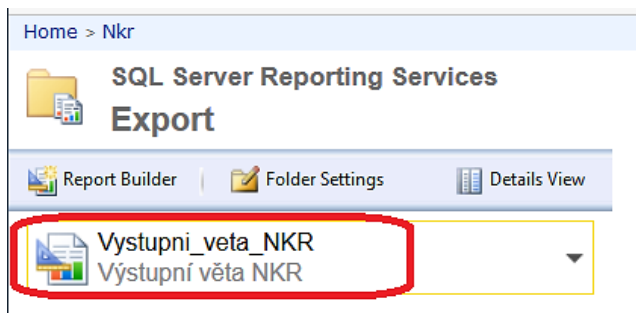 Home > Nkr
SQL Server Reporting Services
Export
Report Builder | Folder Settings Details View
Vystupni_veta_NKR
Výstupní věta NKR